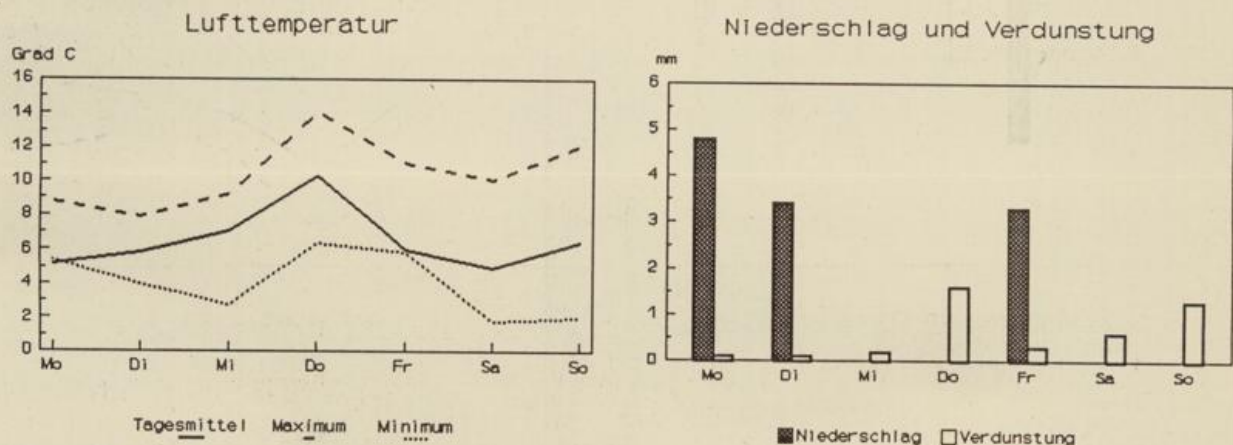 Lufttemperatur
Grad C
16
14
12
10
8
6
4
2
0
Mo Di Mi Do Fr Sa So
Tagesmittel Maximum Minimum
Niederschlag und Verdunstung
mm
6
5
4
3
2
1
0
Mo Di Mi Do Fr Sa So
Niederschlag Verdunstung